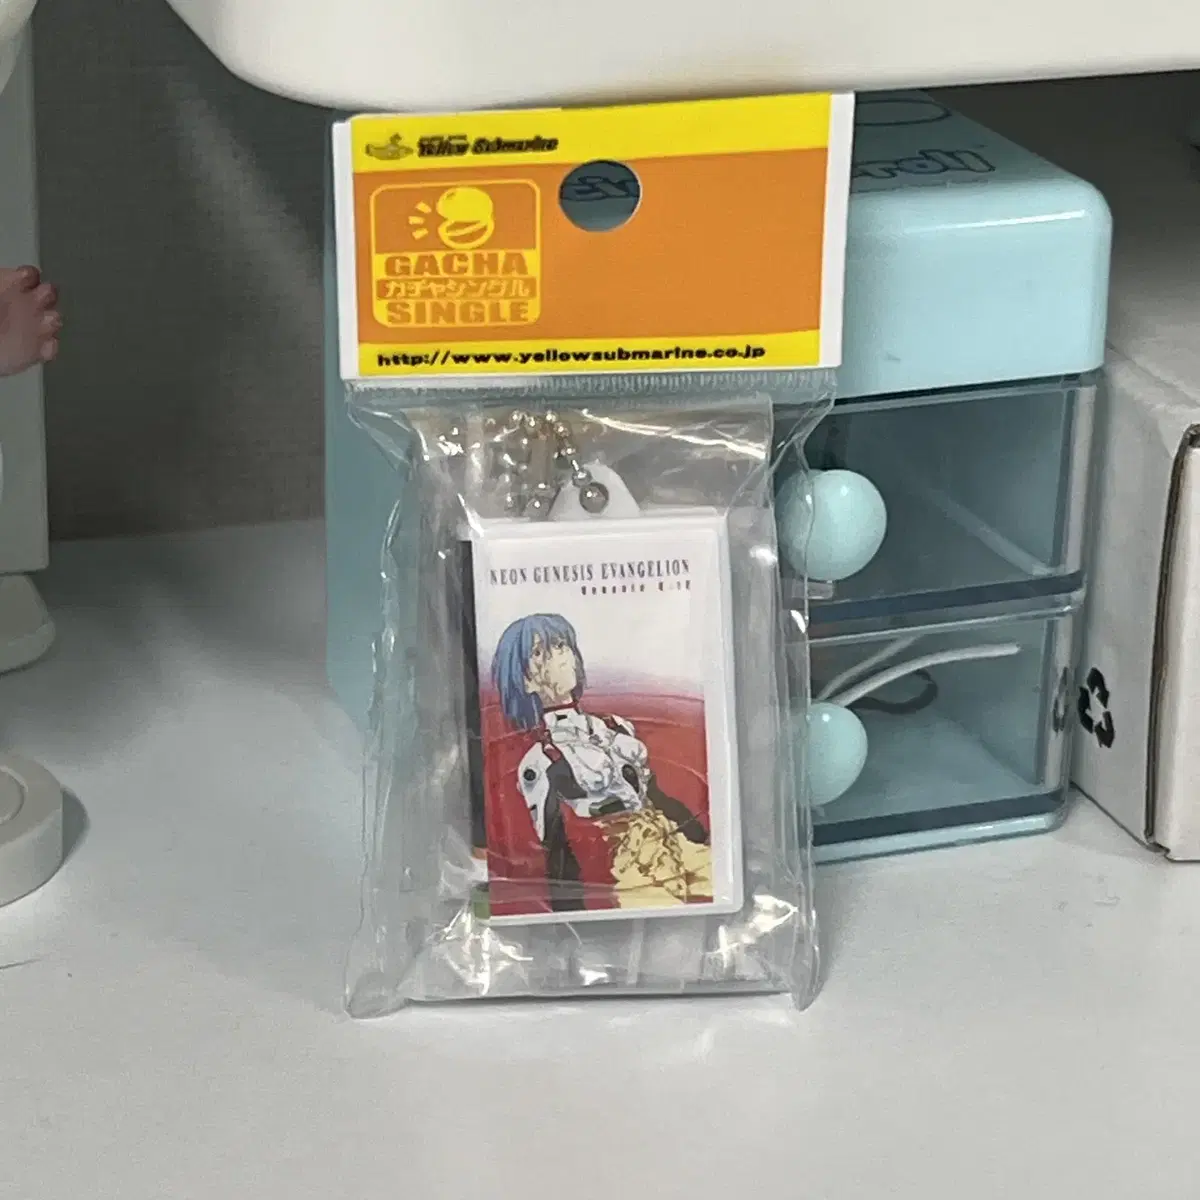 Yellow Submarine
GACHA
ガチャシングル
SINGLE
http://www.yellowsubmarine.co.jp
NEON GENESIS EVANGELION